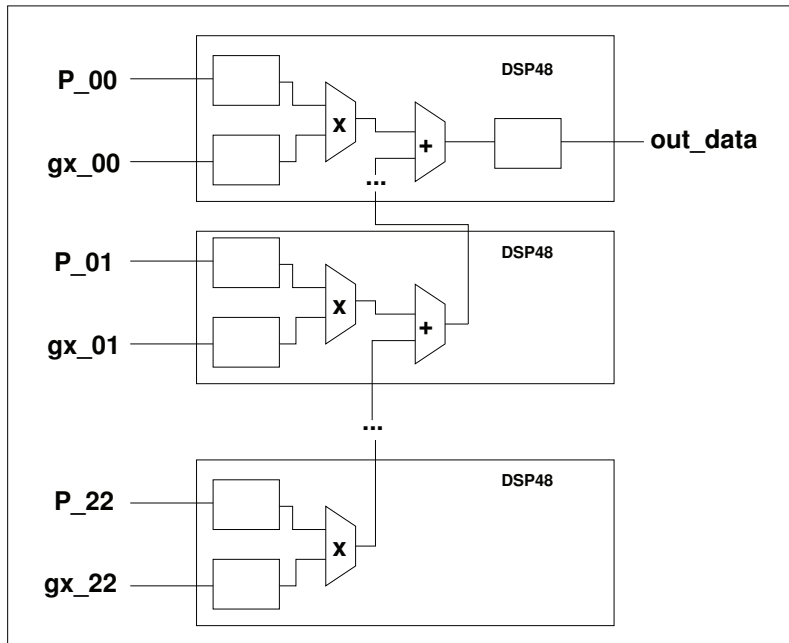 DSP48
P_00
x
+
out_data
gx_00
...
DSP48
P_01
x
+
gx_01
...
DSP48
P_22
x
gx_22